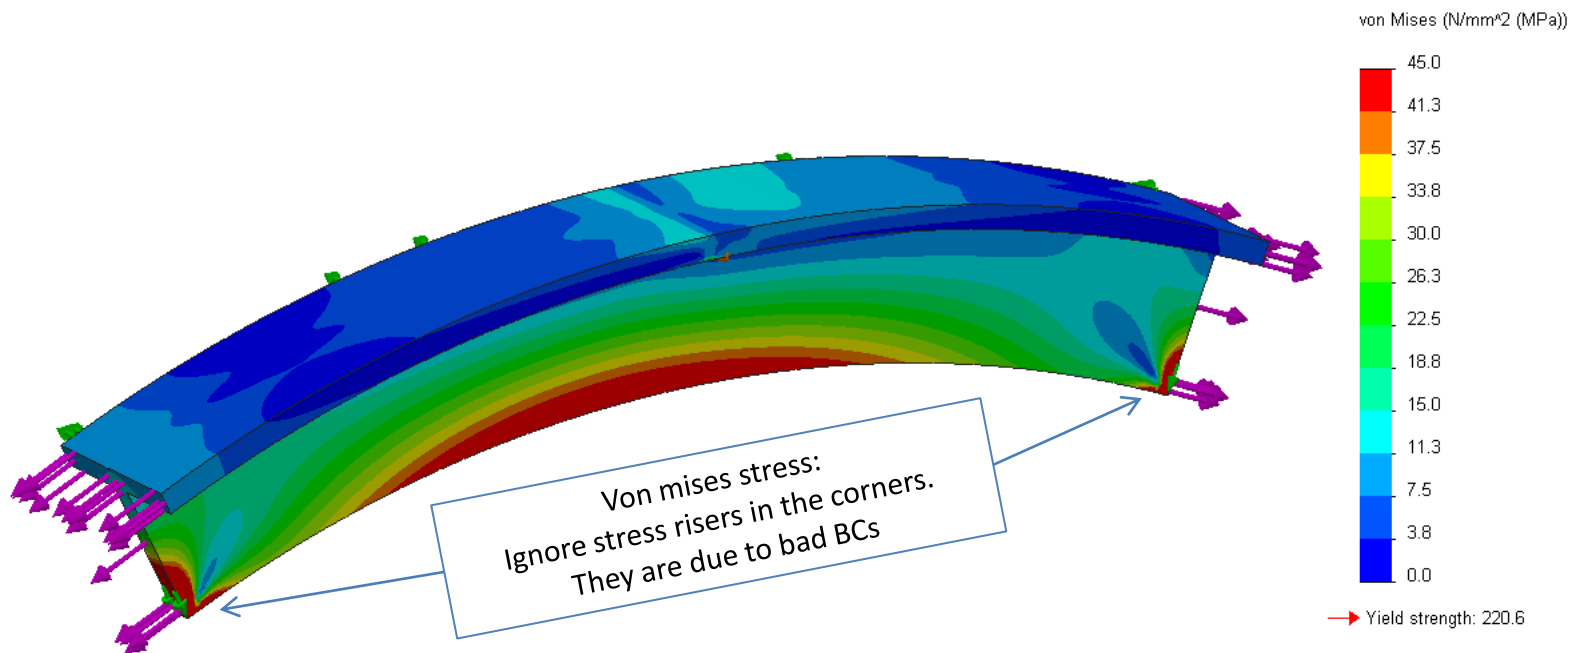 von Mises (N/mm^2 (MPa))
45.0
41.3
37.5
33.8
30.0
26.3
22.5
18.8
15.0
11.3
7.5
3.8
0.0
Yield strength: 220.6
Von mises stress:
Ignore stress risers in the corners.
They are due to bad BCs